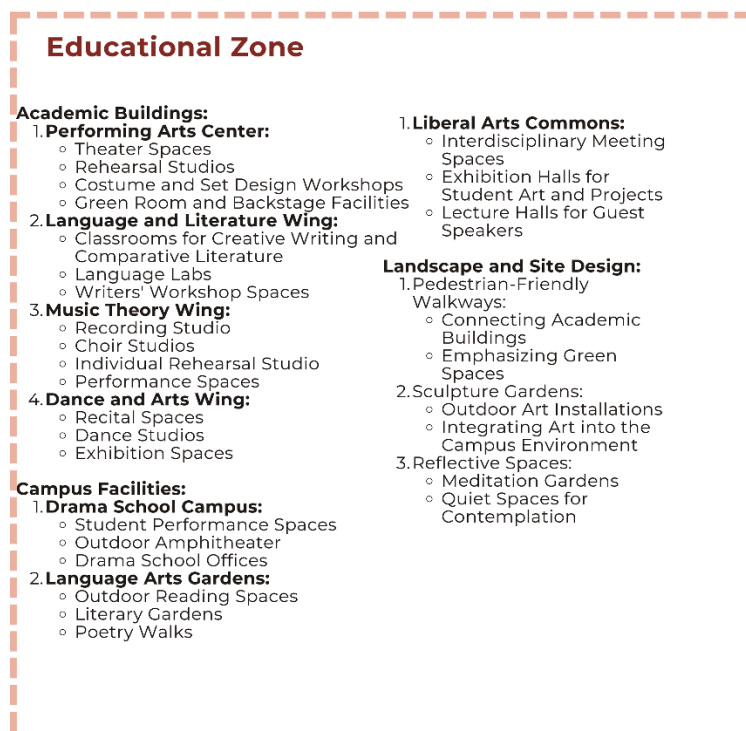 Educational Zone
Academic Buildings:
1. Performing Arts Center:
○ Theater Spaces
○ Rehearsal Studios
○ Costume and Set Design Workshops
○ Green Room and Backstage Facilities
2. Language and Literature Wing:
○ Classrooms for Creative Writing and
Comparative Literature
○ Language Labs
○ Writers' Workshop Spaces
3. Music Theory Wing:
○ Recording Studio
○ Choir Studios
○ Individual Rehearsal Studio
○ Performance Spaces
4. Dance and Arts Wing:
○ Recital Spaces
○ Dance Studios
○ Exhibition Spaces
Campus Facilities:
1. Drama School Campus:
○ Student Performance Spaces
○ Outdoor Amphitheater
○ Drama School Offices
2. Language Arts Gardens:
○ Outdoor Reading Spaces
○ Literary Gardens
○ Poetry Walks
1. Liberal Arts Commons:
○ Interdisciplinary Meeting
Spaces
○ Exhibition Halls for
Student Art and Projects
○ Lecture Halls for Guest
Speakers
Landscape and Site Design:
1. Pedestrian-Friendly
Walkways:
○ Connecting Academic
Buildings
○ Emphasizing Green
Spaces
2. Sculpture Gardens:
○ Outdoor Art Installations
○ Integrating Art into the
Campus Environment
3. Reflective Spaces:
○ Meditation Gardens
○ Quiet Spaces for
Contemplation